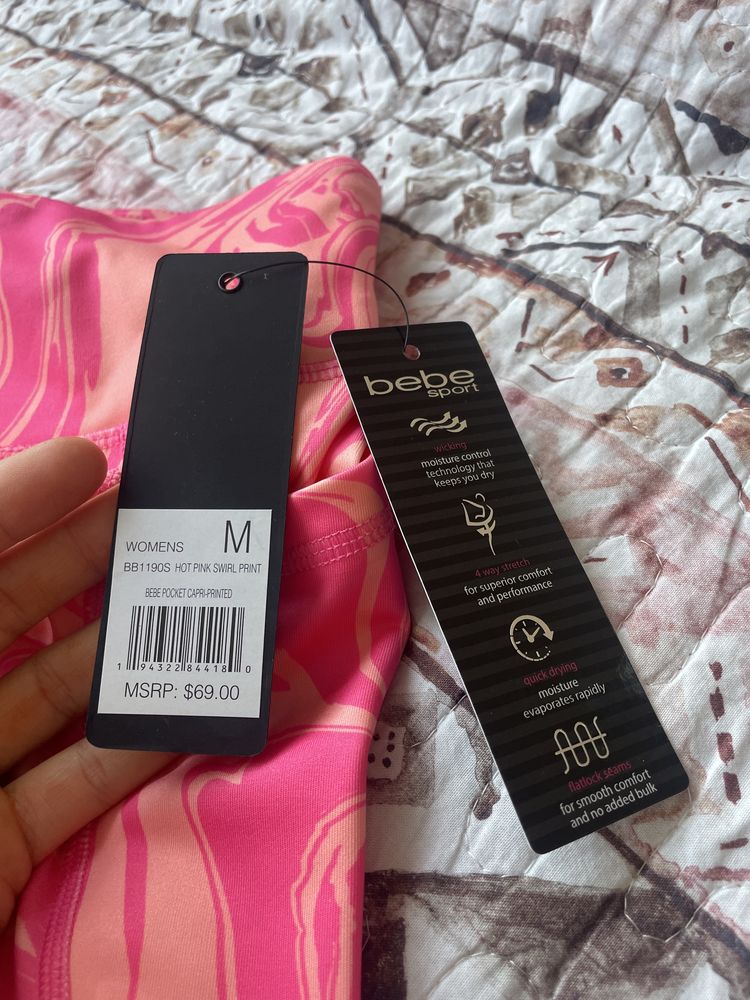 WOMENS M
BB1190S HOT PINK SWIRL PRINT
BEBE POCKET CAPRI-PRINTED
1 94322 84418 0
MSRP: $69.00
bebe
sport
wicking
moisture control
technology that
keeps you dry
4 way stretch
for superior comfort
and performance
quick drying
moisture
evaporates rapidly
flatlock seams
for smooth comfort
and no added bulk